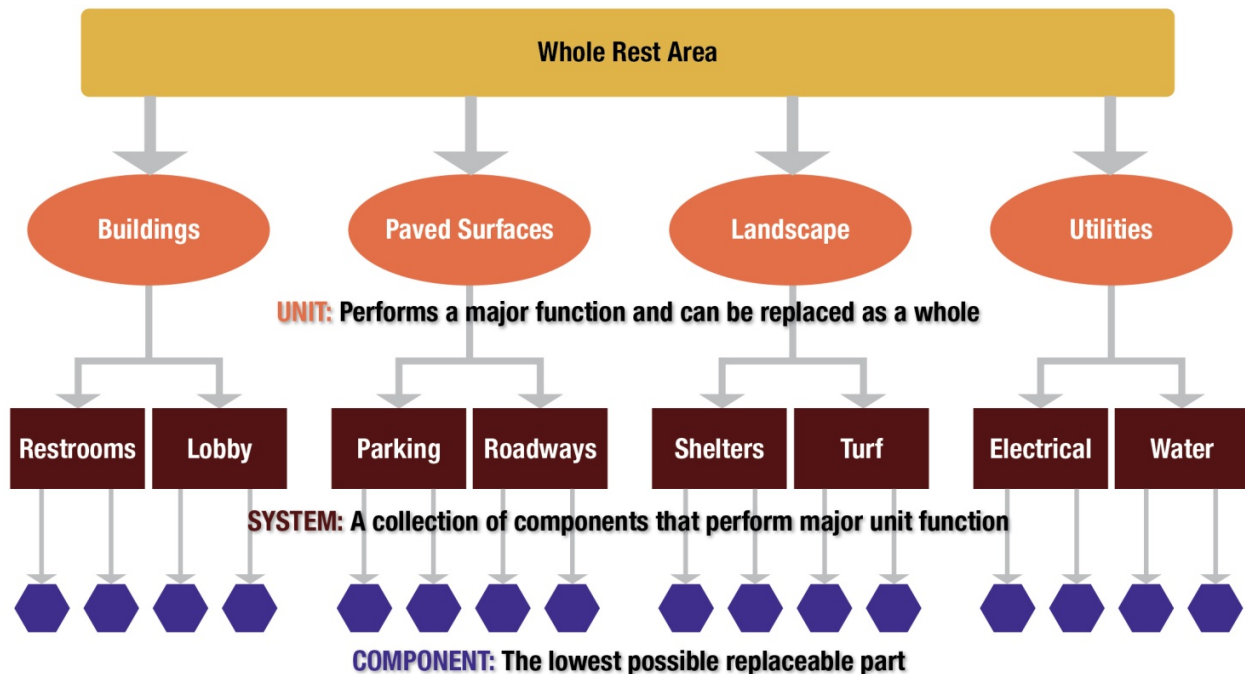 Whole Rest Area
Buildings
Paved Surfaces
Landscape
Utilities
UNIT: Performs a major function and can be replaced as a whole
Restrooms
Lobby
Parking
Roadways
Shelters
Turf
Electrical
Water
SYSTEM: A collection of components that perform major unit function
COMPONENT: The lowest possible replaceable part